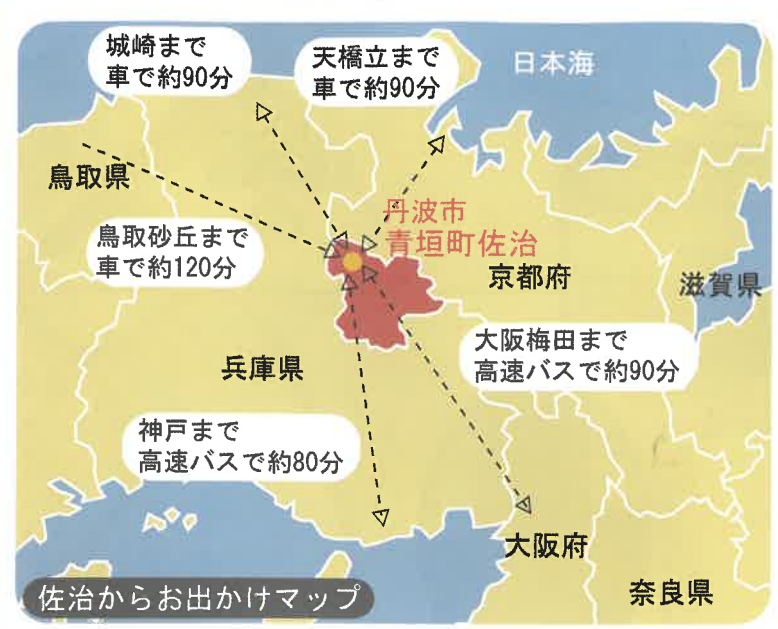 城崎まで
車で約90分
天橋立まで
車で約90分
日本海
鳥取県
丹波市
青垣町佐治
鳥取砂丘まで
車で約120分
京都府
滋賀県
大阪梅田まで
高速バスで約90分
兵庫県
神戸まで
高速バスで約80分
大阪府
奈良県
佐治からお出かけマップ